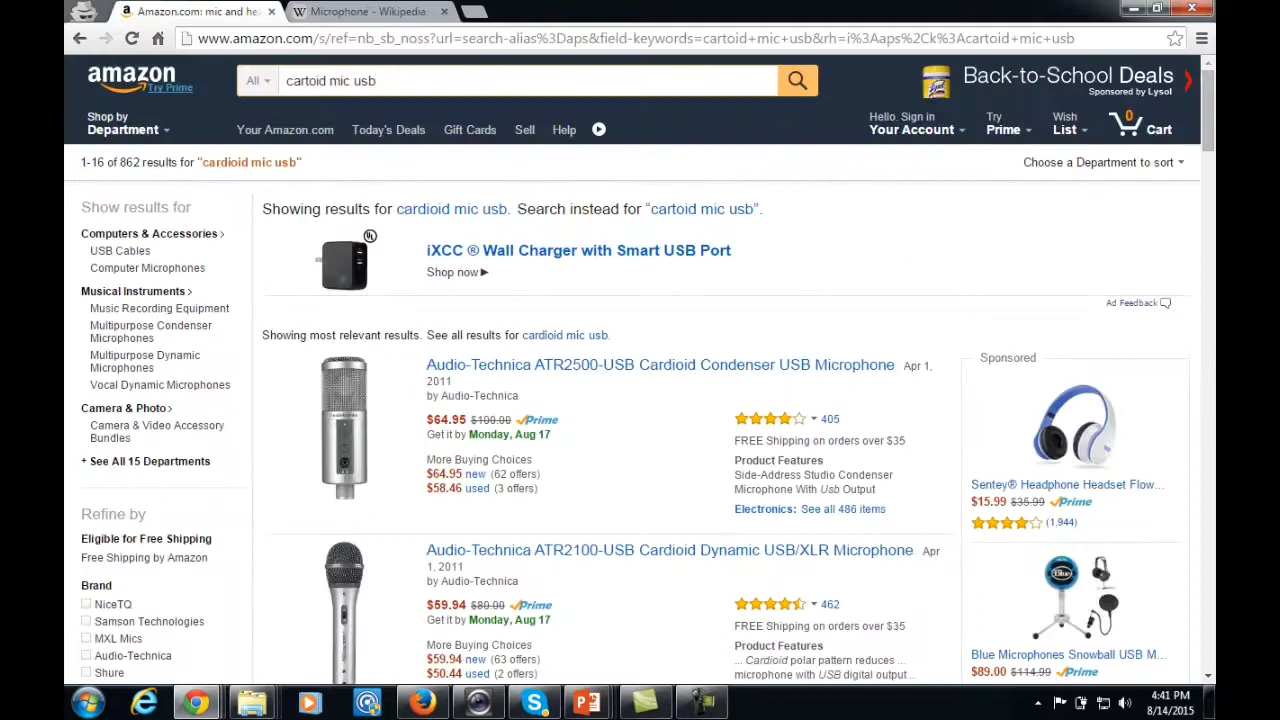 Amazon.com: mic and he
Microphone - Wikipedia
www.amazon.com/s/ref=nb_sb_noss?url=search-alias%3Daps&field-keywords=cartoid+mic+usb&rh=i%3Aaps%2Ck%3Acartoid+mic+usb
amazon
Try Prime
All
cartoid mic usb
Back-to-School Deals
Sponsored by Lysol
Shop by
Department
Your Amazon.com
Today's Deals
Gift Cards
Sell
Help
Hello. Sign in
Your Account
Try
Prime
Wish
List
0
Cart
1-16 of 862 results for "cardioid mic usb"
Choose a Department to sort
Show results for
Computers & Accessories
USB Cables
Computer Microphones
Musical Instruments
Music Recording Equipment
Multipurpose Condenser
Microphones
Multipurpose Dynamic
Microphones
Vocal Dynamic Microphones
Camera & Photo
Camera & Video Accessory
Bundles
+ See All 15 Departments
Refine by
Eligible for Free Shipping
Free Shipping by Amazon
Brand
NiceTQ
Samson Technologies
MXL Mics
Audio-Technica
Shure
Showing results for cardioid mic usb. Search instead for “cartoid mic usb”.
iXCC ® Wall Charger with Smart USB Port
Shop now
Ad Feedback
Showing most relevant results. See all results for cardioid mic usb.
Audio-Technica ATR2500-USB Cardioid Condenser USB Microphone Apr 1,
2011
by Audio-Technica
$64.95 $100.00 Prime
Get it by Monday, Aug 17
More Buying Choices
$64.95 new (62 offers)
$58.46 used (3 offers)
405
FREE Shipping on orders over $35
Product Features
Side-Address Studio Condenser
Microphone With Usb Output
Electronics: See all 486 items
Audio-Technica ATR2100-USB Cardioid Dynamic USB/XLR Microphone Apr
1, 2011
by Audio-Technica
$59.94 $80.00 Prime
Get it by Monday, Aug 17
More Buying Choices
$59.94 new (63 offers)
$50.44 used (2 offers)
462
FREE Shipping on orders over $35
Product Features
... Cardioid polar pattern reduces ...
microphone with USB digital output ..
Sponsored
Sentey® Headphone Headset Flow...
$15.99 $35.99 Prime
(1,944)
Blue Microphones Snowball USB M...
$89.00 $114.99 Prime
4:41 PM
8/14/2015